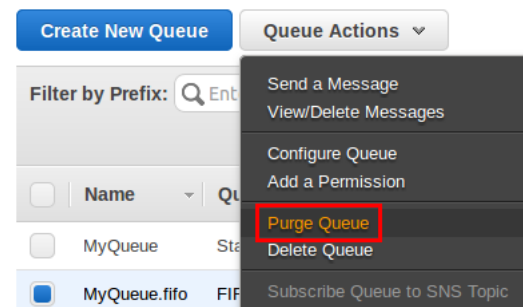 Create New Queue
Queue Actions
Filter by Prefix:
Send a Message
View/Delete Messages
Configure Queue
Add a Permission
Name
Purge Queue
Delete Queue
MyQueue
Subscribe Queue to SNS Topic
MyQueue.fifo